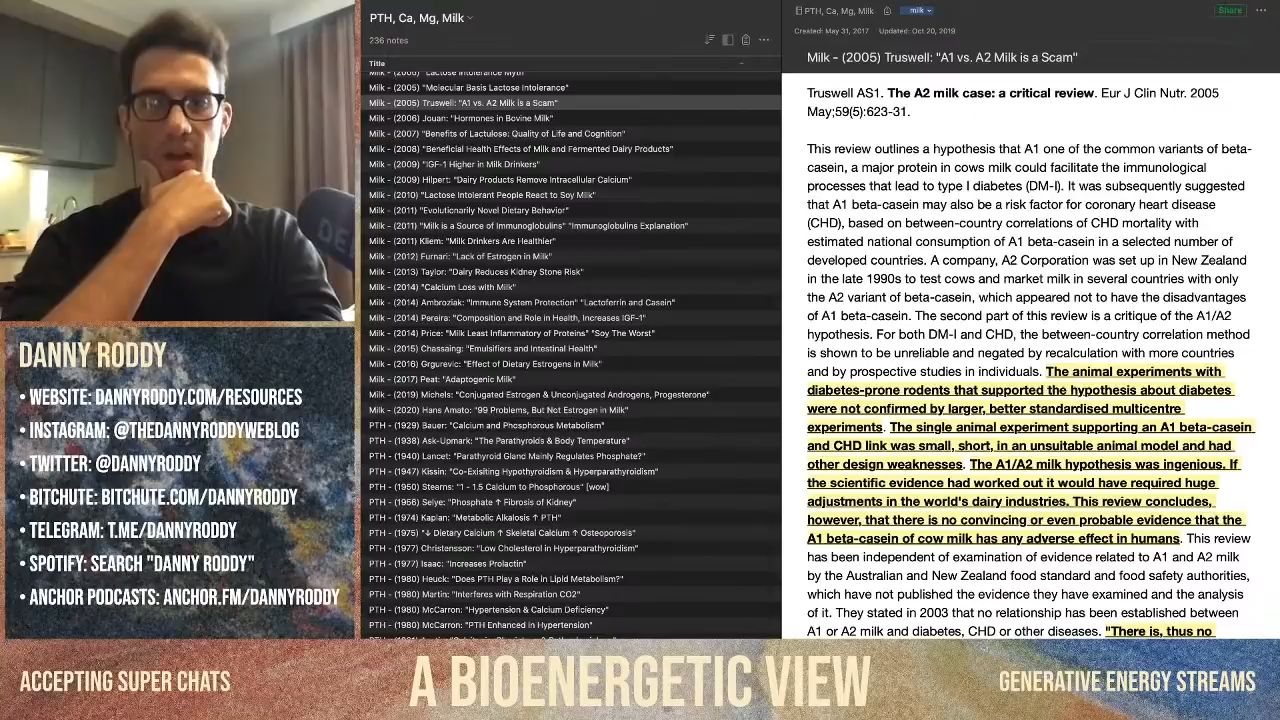 DANNY RODDY
• WEBSITE: DANNYRODDY.COM/RESOURCES
• INSTAGRAM: @THEDANNYRODDYWEBLOG
• TWITTER: @DANNYRODDY
• BITCHUTE: BITCHUTE.COM/DANNYRODDY
• TELEGRAM: T.ME/DANNYRODDY
• SPOTIFY: SEARCH "DANNY RODDY"
• ANCHOR PODCASTS: ANCHOR.FM/DANNYRODDY
PTH, Ca, Mg, Milk
236 notes
Title
Milk - (2005) "Lactose Intolerance Myth"
Milk - (2005) "Molecular Basis Lactose Intolerance"
Milk - (2005) Truswell: "A1 vs. A2 Milk is a Scam"
Milk - (2006) Jouan: "Hormones in Bovine Milk"
Milk - (2007) "Benefits of Lactulose: Quality of Life and Cognition"
Milk - (2008) "Beneficial Health Effects of Milk and Fermented Dairy Products"
Milk - (2009) "IGF-1 Higher in Milk Drinkers"
Milk - (2009) Hilpert: "Dairy Products Remove Intracellular Calcium"
Milk - (2010) "Lactose Intolerant People React to Soy Milk"
Milk - (2011) "Evolutionarily Novel Dietary Behavior"
Milk - (2011) "Milk is a Source of Immunoglobulins" "Immunoglobulins Explanation"
Milk - (2011) Kliem: "Milk Drinkers Are Healthier"
Milk - (2012) Furnari: "Lack of Estrogen in Milk"
Milk - (2013) Taylor: "Dairy Reduces Kidney Stone Risk"
Milk - (2014) "Calcium Loss with Milk"
Milk - (2014) Ambroziak: "Immune System Protection" "Lactoferrin and Casein"
Milk - (2014) Pereira: "Composition and Role in Health, Increases IGF-1"
Milk - (2014) Price: "Milk Least Inflammatory of Proteins" "Soy The Worst"
Milk - (2015) Chassaing: "Emulsifiers and Intestinal Health"
Milk - (2016) Grgurevic: "Effect of Dietary Estrogens in Milk"
Milk - (2017) Peat: "Adaptogenic Milk"
Milk - (2019) Michels: "Conjugated Estrogen & Unconjugated Androgens, Progesterone"
Milk - (2020) Hans Amato: "99 Problems, But Not Estrogen in Milk"
PTH - (1929) Bauer: "Calcium and Phosphorous Metabolism"
PTH - (1938) Ask-Upmark: "The Parathyroids & Body Temperature"
PTH - (1940) Lancet: "Parathyroid Gland Mainly Regulates Phosphate?"
PTH - (1947) Kissin: "Co-Exisiting Hypothyroidism & Hyperparathyroidism"
PTH - (1950) Stearns: "1 - 1.5 Calcium to Phosphorous" [wow]
PTH - (1956) Selye: "Phosphate ↑ Fibrosis of Kidney"
PTH - (1974) Kaplan: "Metabolic Alkalosis ↑ PTH"
PTH - (1975) "↓ Dietary Calcium ↑ Skeletal Calcium ↑ Osteoporosis"
PTH - (1977) Christensson: "Low Cholesterol in Hyperparathyroidism"
PTH - (1977) Isaac: "Increases Prolactin"
PTH - (1980) Heuck: "Does PTH Play a Role in Lipid Metabolism?"
PTH - (1980) Martin: "Interferes with Respiration CO2"
PTH - (1980) McCarron: "Hypertension & Calcium Deficiency"
PTH - (1980) McCarron: "PTH Enhanced in Hypertension"
PTH, Ca, Mg, Milk
milk
Share
Created: May 31, 2017 Updated: Oct 20, 2019
Milk - (2005) Truswell: "A1 vs. A2 Milk is a Scam"
Truswell AS1. The A2 milk case: a critical review. Eur J Clin Nutr. 2005
May;59(5):623-31.
This review outlines a hypothesis that A1 one of the common variants of beta-
casein, a major protein in cows milk could facilitate the immunological
processes that lead to type I diabetes (DM-I). It was subsequently suggested
that A1 beta-casein may also be a risk factor for coronary heart disease
(CHD), based on between-country correlations of CHD mortality with
estimated national consumption of A1 beta-casein in a selected number of
developed countries. A company, A2 Corporation was set up in New Zealand
in the late 1990s to test cows and market milk in several countries with only
the A2 variant of beta-casein, which appeared not to have the disadvantages
of A1 beta-casein. The second part of this review is a critique of the A1/A2
hypothesis. For both DM-I and CHD, the between-country correlation method
is shown to be unreliable and negated by recalculation with more countries
and by prospective studies in individuals. The animal experiments with
diabetes-prone rodents that supported the hypothesis about diabetes
were not confirmed by larger, better standardised multicentre
experiments. The single animal experiment supporting an A1 beta-casein
and CHD link was small, short, in an unsuitable animal model and had
other design weaknesses. The A1/A2 milk hypothesis was ingenious. If
the scientific evidence had worked out it would have required huge
adjustments in the world's dairy industries. This review concludes,
however, that there is no convincing or even probable evidence that the
A1 beta-casein of cow milk has any adverse effect in humans. This review
has been independent of examination of evidence related to A1 and A2 milk
by the Australian and New Zealand food standard and food safety authorities,
which have not published the evidence they have examined and the analysis
of it. They stated in 2003 that no relationship has been established between
A1 or A2 milk and diabetes, CHD or other diseases. "There is, thus no
ACCEPTING SUPER CHATS
A BIOENERGETIC VIEW
GENERATIVE ENERGY STREAMS